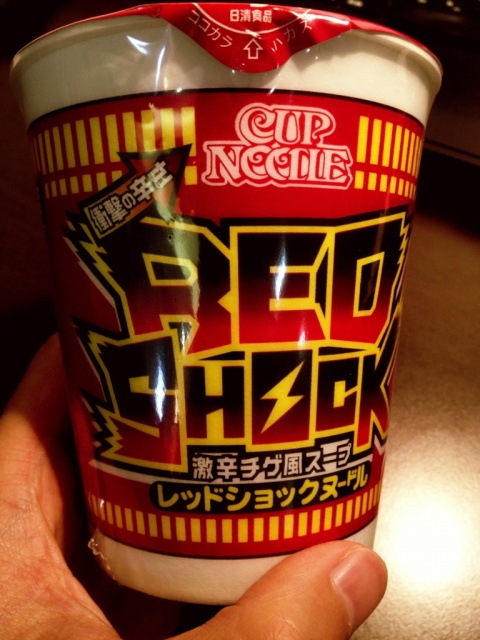 日清食品
ココカラ ハガス
CUP
NOODLE
衝撃の辛辛
RED
SHOCK
激辛チゲ風スープ
レッドショックヌードル